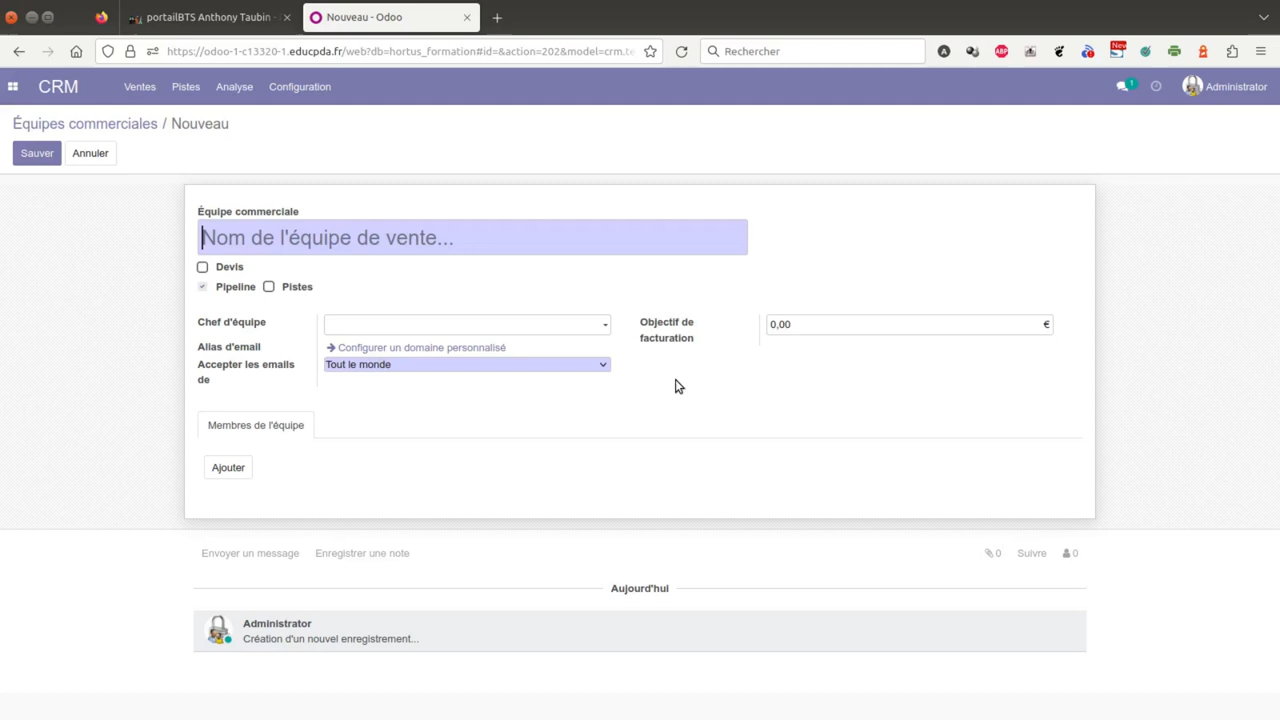 portailBTS Anthony Taubin
Nouveau - Odoo
https://odoo-1-c13320-1.educpda.fr/web?db=hortus_formation#id=&action=202&model=crm.te
Rechercher
ABP
New
CRM
Ventes
Pistes
Analyse
Configuration
1
Administrator
Équipes commerciales / Nouveau
Sauver
Annuler
Équipe commerciale
Nom de l'équipe de vente...
Devis
Pipeline
Pistes
Chef d'équipe
Objectif de facturation
0,00
€
Alias d'email
Configurer un domaine personnalisé
Accepter les emails de
Tout le monde
Membres de l'équipe
Ajouter
Envoyer un message
Enregistrer une note
0
Suivre
0
Aujourd'hui
Administrator
Création d'un nouvel enregistrement...